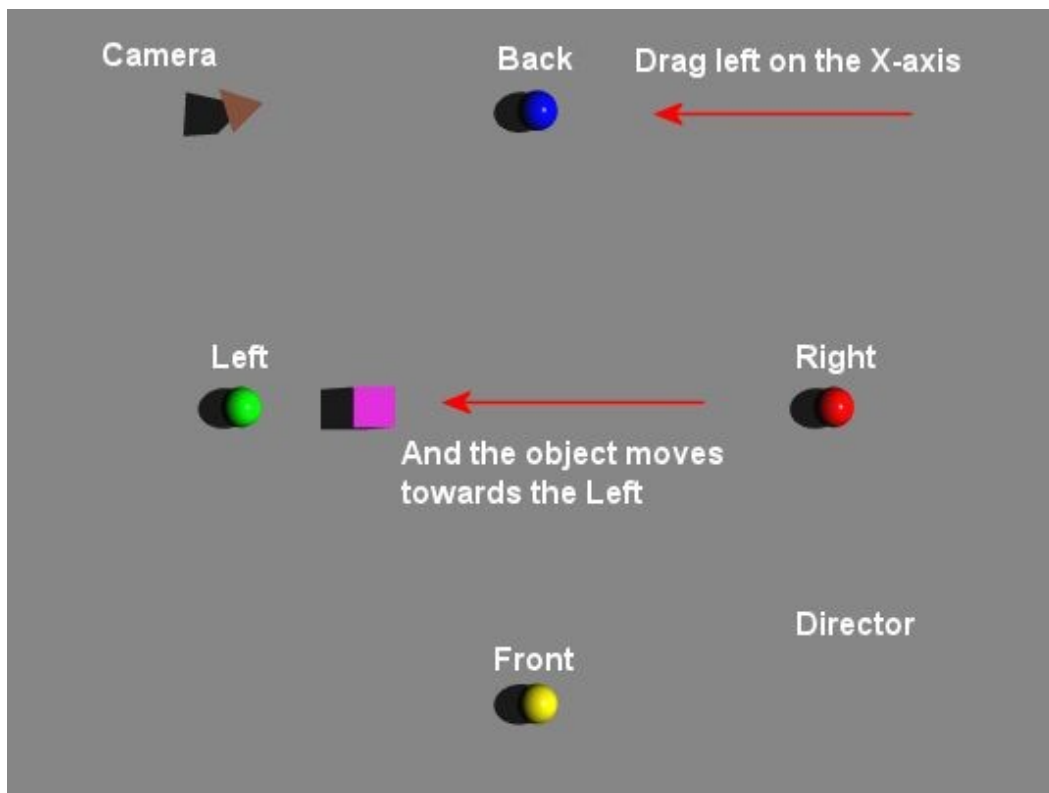 Camera
Back
Drag left on the X-axis
Left
Right
And the object moves
towards the Left
Director
Front